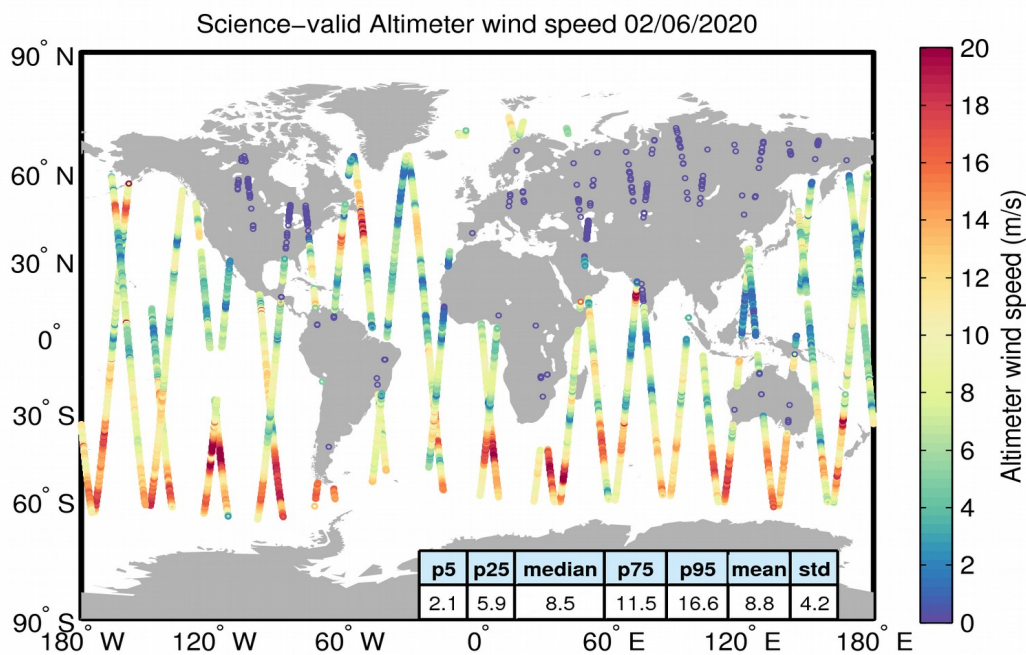 Science−valid Altimeter wind speed 02/06/2020
90° N
60° N
30° N
0°
30° S
60° S
90° S
180° W
120° W
60° W
0°
60° E
120° E
180° E
p5 p25 median p75 p95 mean std
2.1 5.9 8.5 11.5 16.6 8.8 4.2
20
18
16
14
12
10
8
6
4
2
0
Altimeter wind speed (m/s)